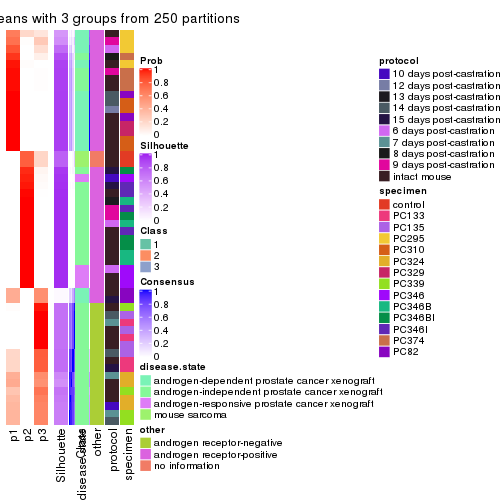 eans with 3 groups from 250 partitions
Prob
1
0.8
0.6
0.4
0.2
0
Silhouette
1
0.8
0.6
0.4
0.2
0
Class
1
2
3
Consensus
1
0.8
0.6
0.4
0.2
0
disease.state
androgen-dependent prostate cancer xenograft
androgen-independent prostate cancer xenograft
androgen-responsive prostate cancer xenograft
mouse sarcoma
other
androgen receptor-negative
androgen receptor-positive
no information
protocol
10 days post-castration
12 days post-castration
13 days post-castration
14 days post-castration
15 days post-castration
6 days post-castration
7 days post-castration
8 days post-castration
9 days post-castration
intact mouse
specimen
control
PC133
PC135
PC295
PC310
PC324
PC329
PC339
PC346
PC346B
PC346BI
PC346I
PC374
PC82
p1
p2
p3
Silhouette
Class
disease.state
other
protocol
specimen